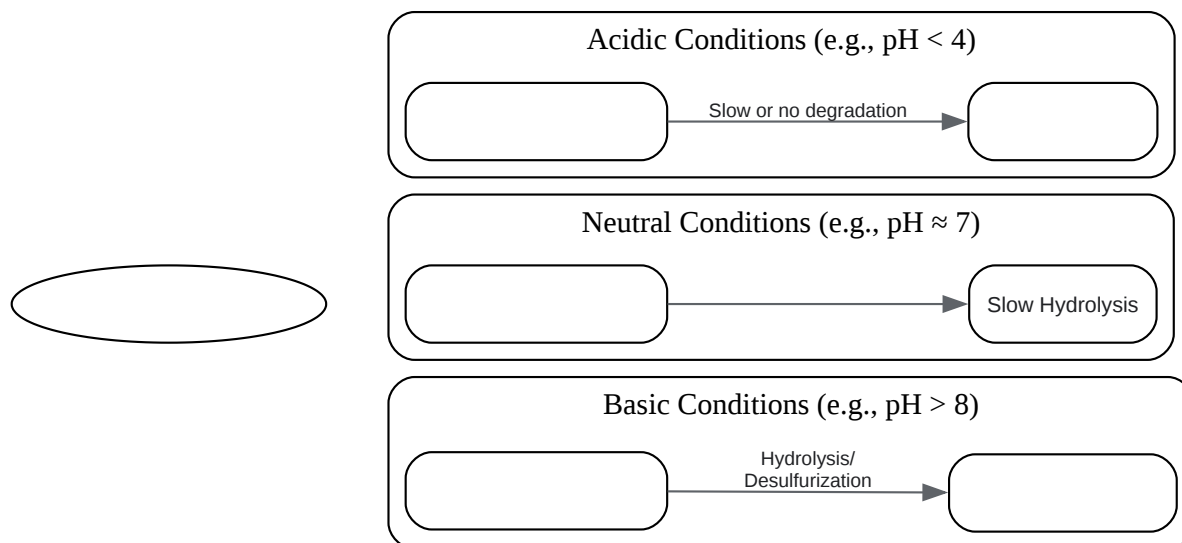 Acidic Conditions (e.g., pH < 4)
Slow or no degradation
Neutral Conditions (e.g., pH ≈ 7)
Slow Hydrolysis
Basic Conditions (e.g., pH > 8)
Hydrolysis/
Desulfurization